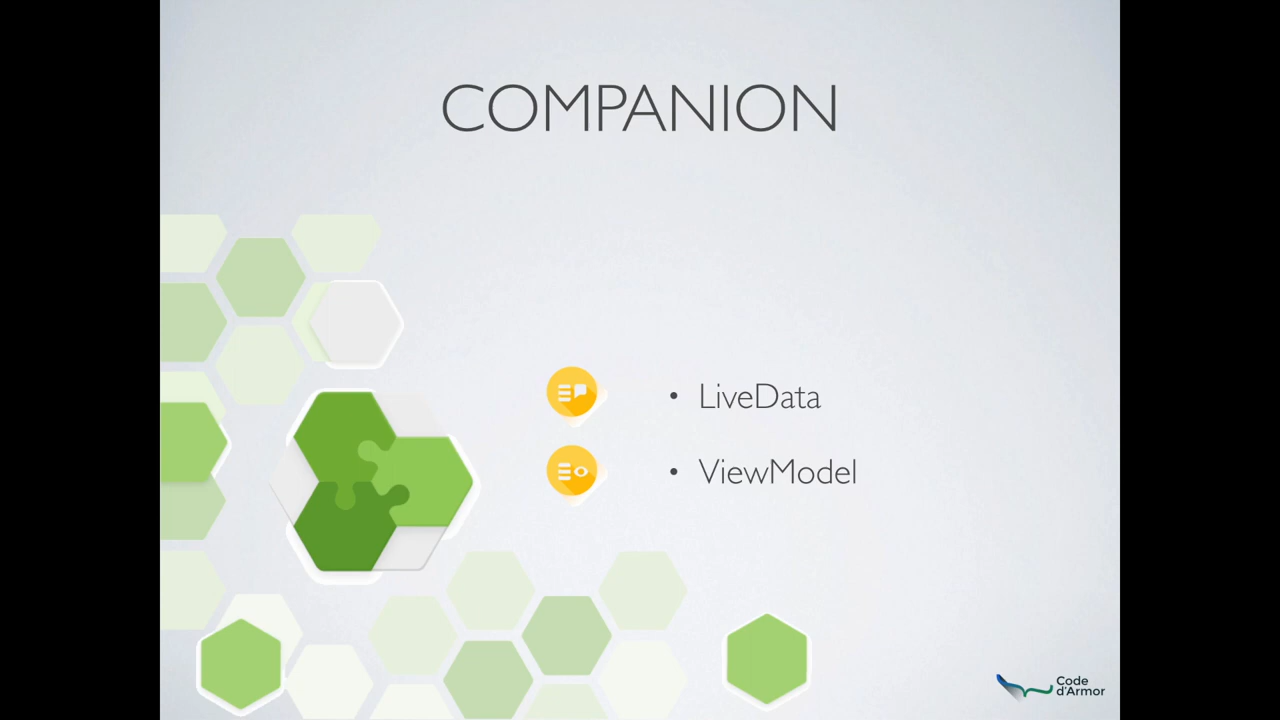 COMPANION
• LiveData
• ViewModel
Code
d'Armor